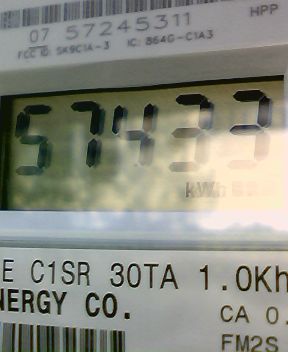 HPP
07 57245311
FCC ID: SK9C1A-3 IC: 864G-C1A3
57433
kWh
E C1SR 30TA 1.0Kh
NERGY CO.
CA 0.
FM2S